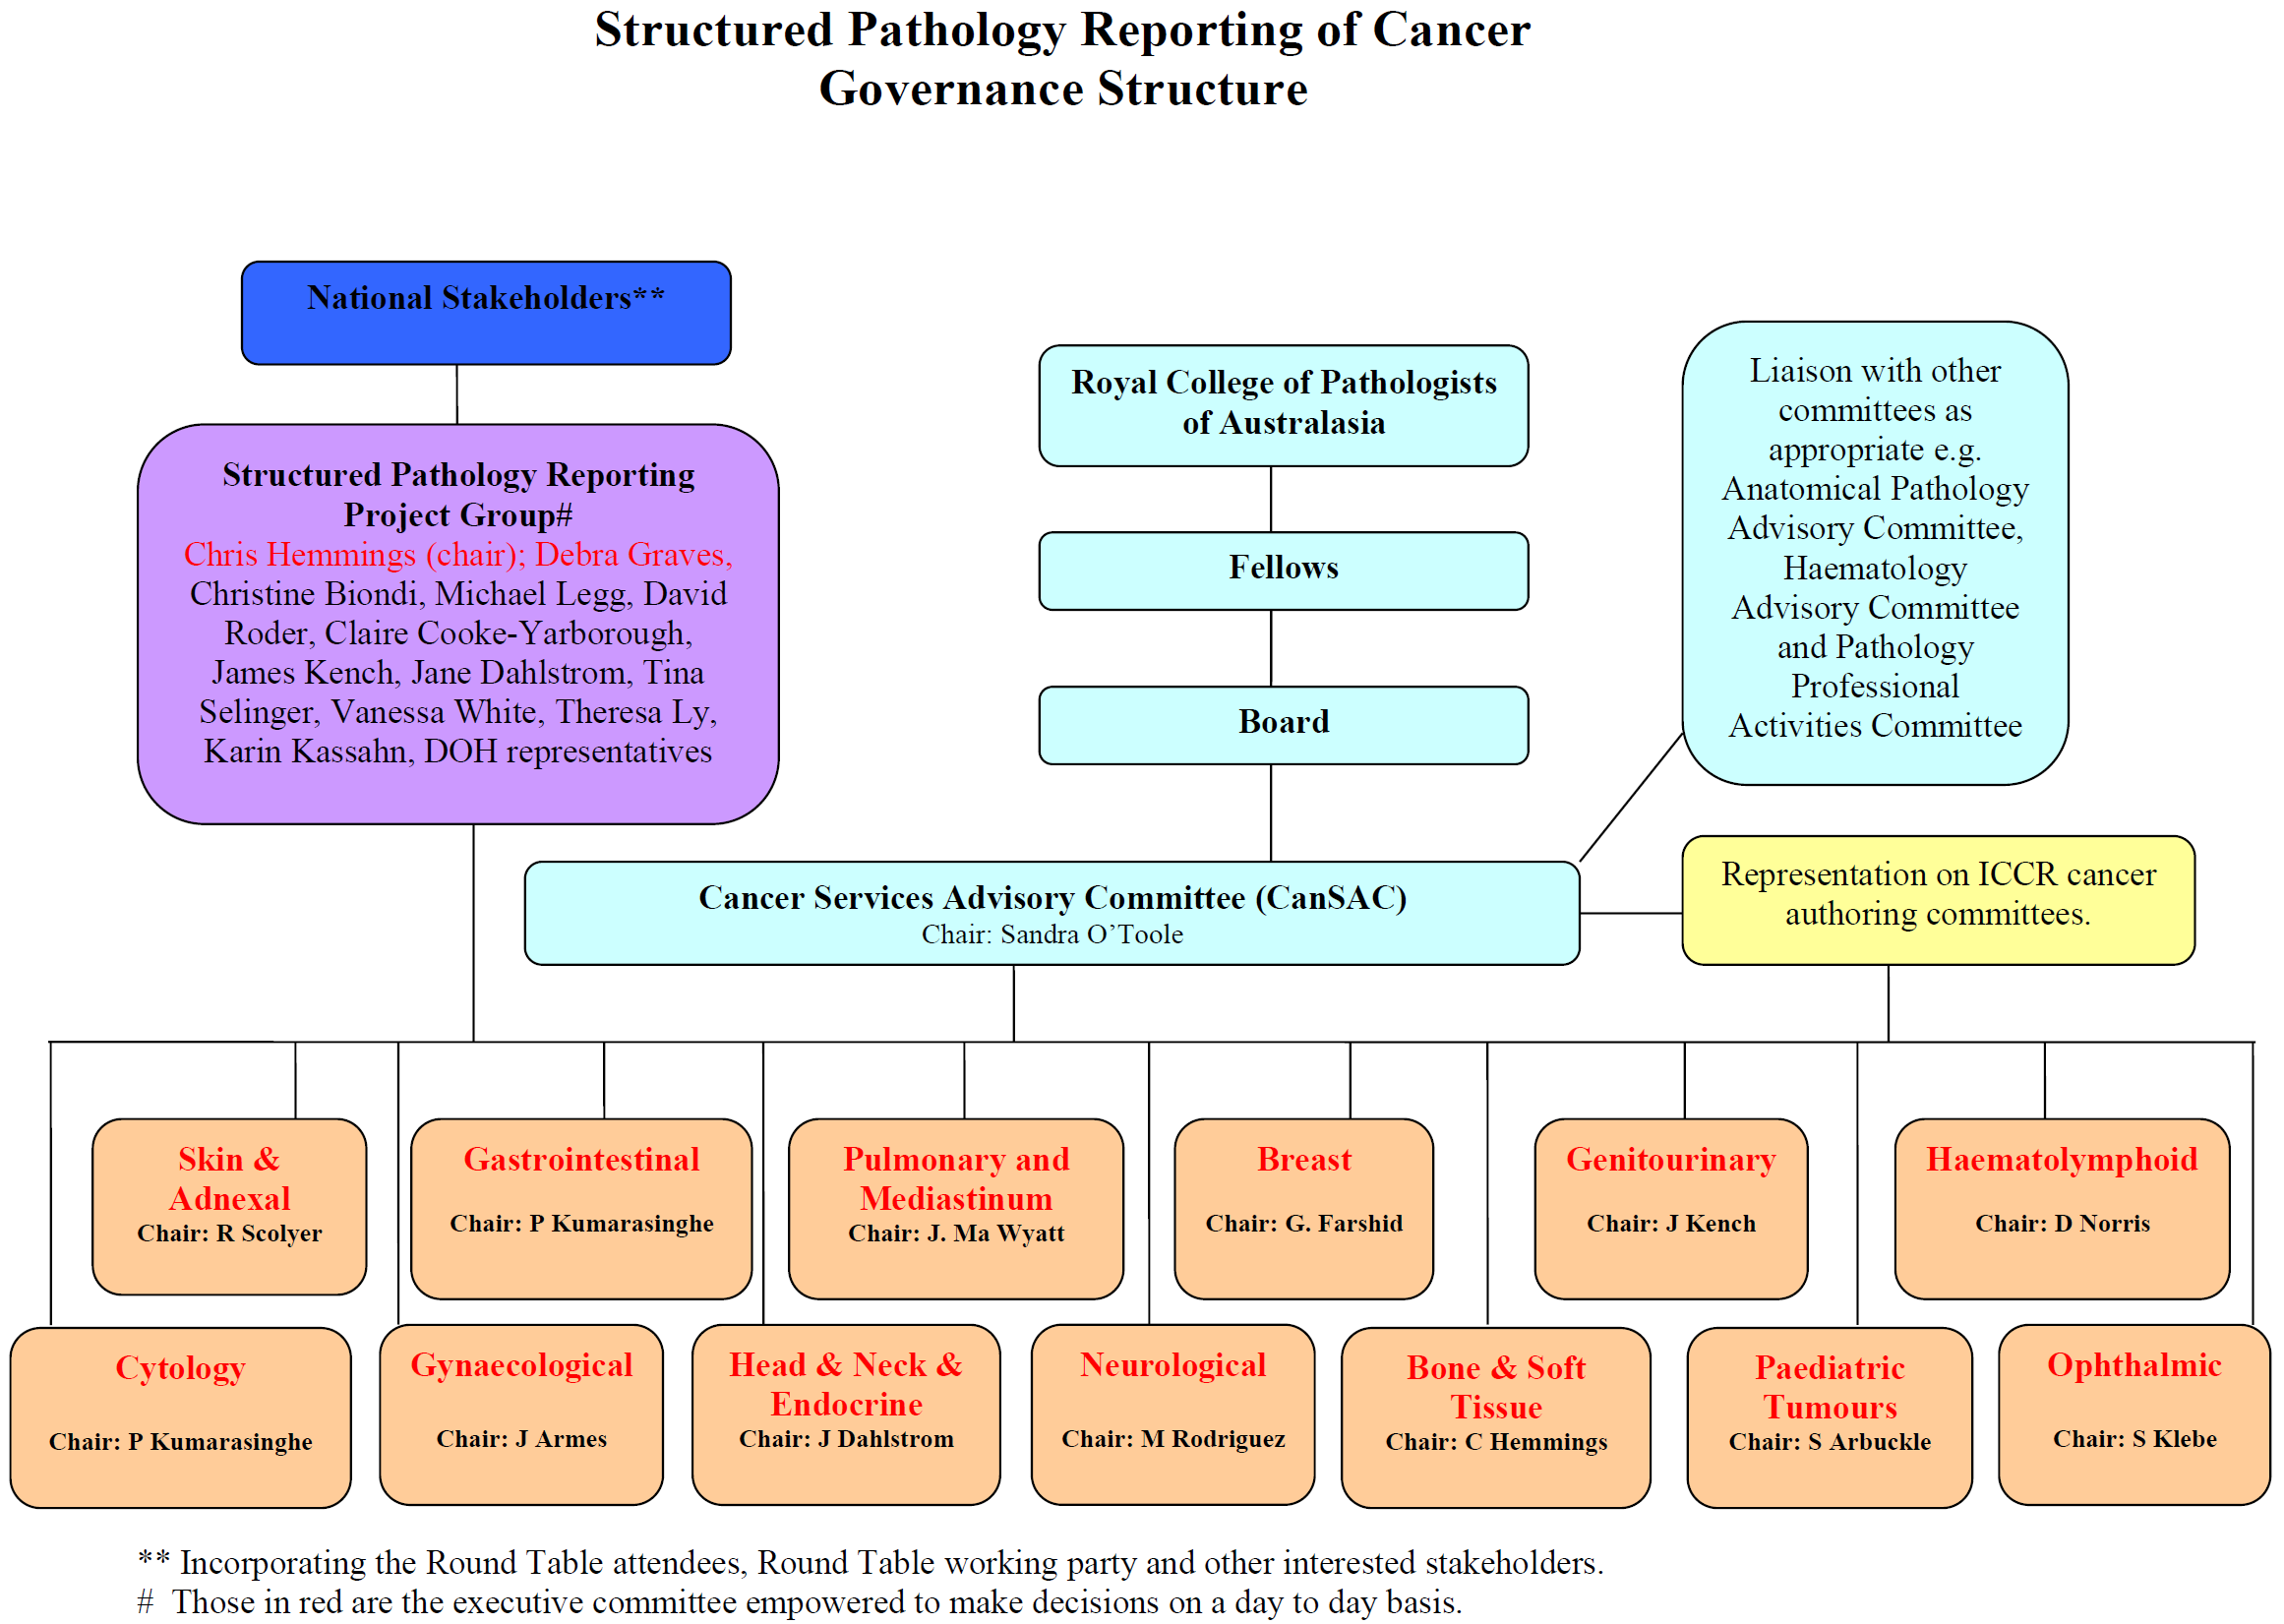 Structured Pathology Reporting of Cancer
Governance Structure
National Stakeholders**
Structured Pathology Reporting
Project Group#
Chris Hemmings (chair); Debra Graves,
Christine Biondi, Michael Legg, David
Roder, Claire Cooke-Yarborough,
James Kench, Jane Dahlstrom, Tina
Selinger, Vanessa White, Theresa Ly,
Karin Kassahn, DOH representatives
Royal College of Pathologists
of Australasia
Fellows
Board
Liaison with other
committees as
appropriate e.g.
Anatomical Pathology
Advisory Committee,
Haematology
Advisory Committee
and Pathology
Professional
Activities Committee
Cancer Services Advisory Committee (CanSAC)
Chair: Sandra O’Toole
Representation on ICCR cancer
authoring committees.
Skin &
Adnexal
Chair: R Scolyer
Gastrointestinal
Chair: P Kumarasinghe
Pulmonary and
Mediastinum
Chair: J. Ma Wyatt
Breast
Chair: G. Farshid
Genitourinary
Chair: J Kench
Haematolymphoid
Chair: D Norris
Cytology
Chair: P Kumarasinghe
Gynaecological
Chair: J Armes
Head & Neck &
Endocrine
Chair: J Dahlstrom
Neurological
Chair: M Rodriguez
Bone & Soft
Tissue
Chair: C Hemmings
Paediatric
Tumours
Chair: S Arbuckle
Ophthalmic
Chair: S Klebe
** Incorporating the Round Table attendees, Round Table working party and other interested stakeholders.
# Those in red are the executive committee empowered to make decisions on a day to day basis.